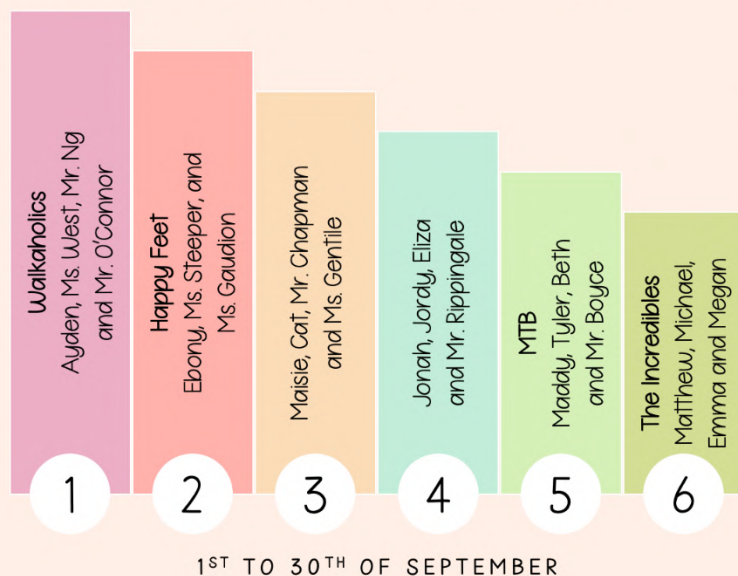 Walkaholics
Ayden, Ms. West, Mr. Ng
and Mr. O'Connor
1
Happy Feet
Ebony, Ms. Steeper, and
Ms. Gaudion
2
Maisie, Cat, Mr. Chapman
and Ms. Gentile
3
Jonah, Jordy, Eliza
and Mr. Rippingale
4
MTB
Maddy, Tyler, Beth
and Mr. Boyce
5
The Incredibles
Matthew, Michael,
Emma and Megan
6
1ST TO 30TH OF SEPTEMBER